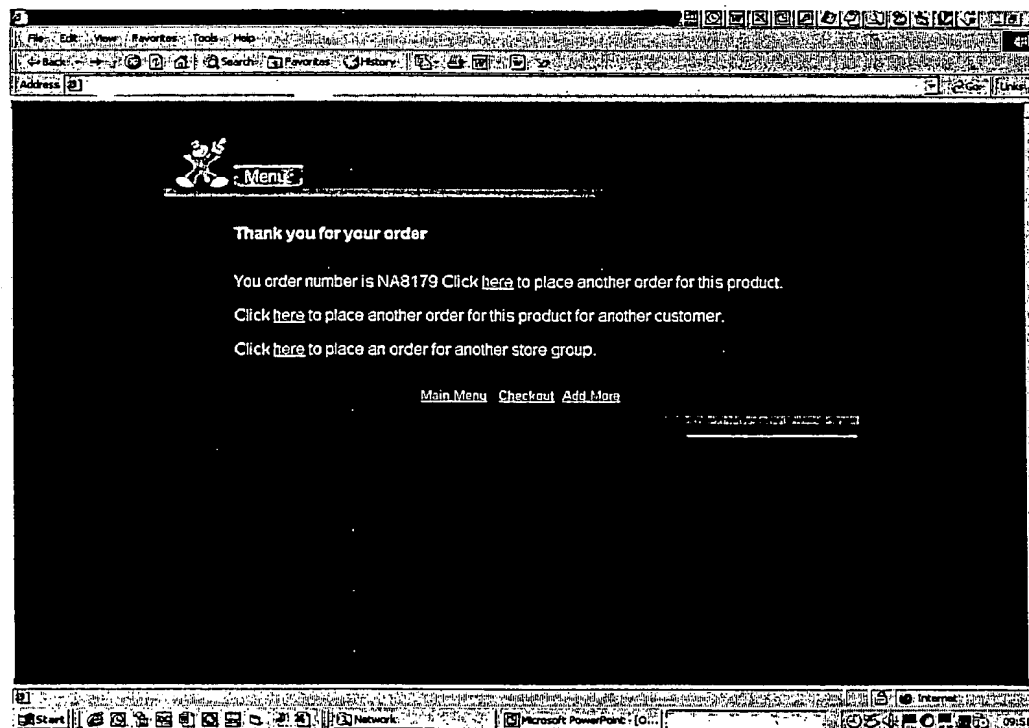 File Edit View Favorites Tools Help
Back Search Favorites History
Address Go Links
Menu
Thank you for your order
You order number is NA8179 Click here to place another order for this product.
Click here to place another order for this product for another customer.
Click here to place an order for another store group.
Main Menu Checkout Add More
Internet
Start Network Microsoft PowerPoint - [o